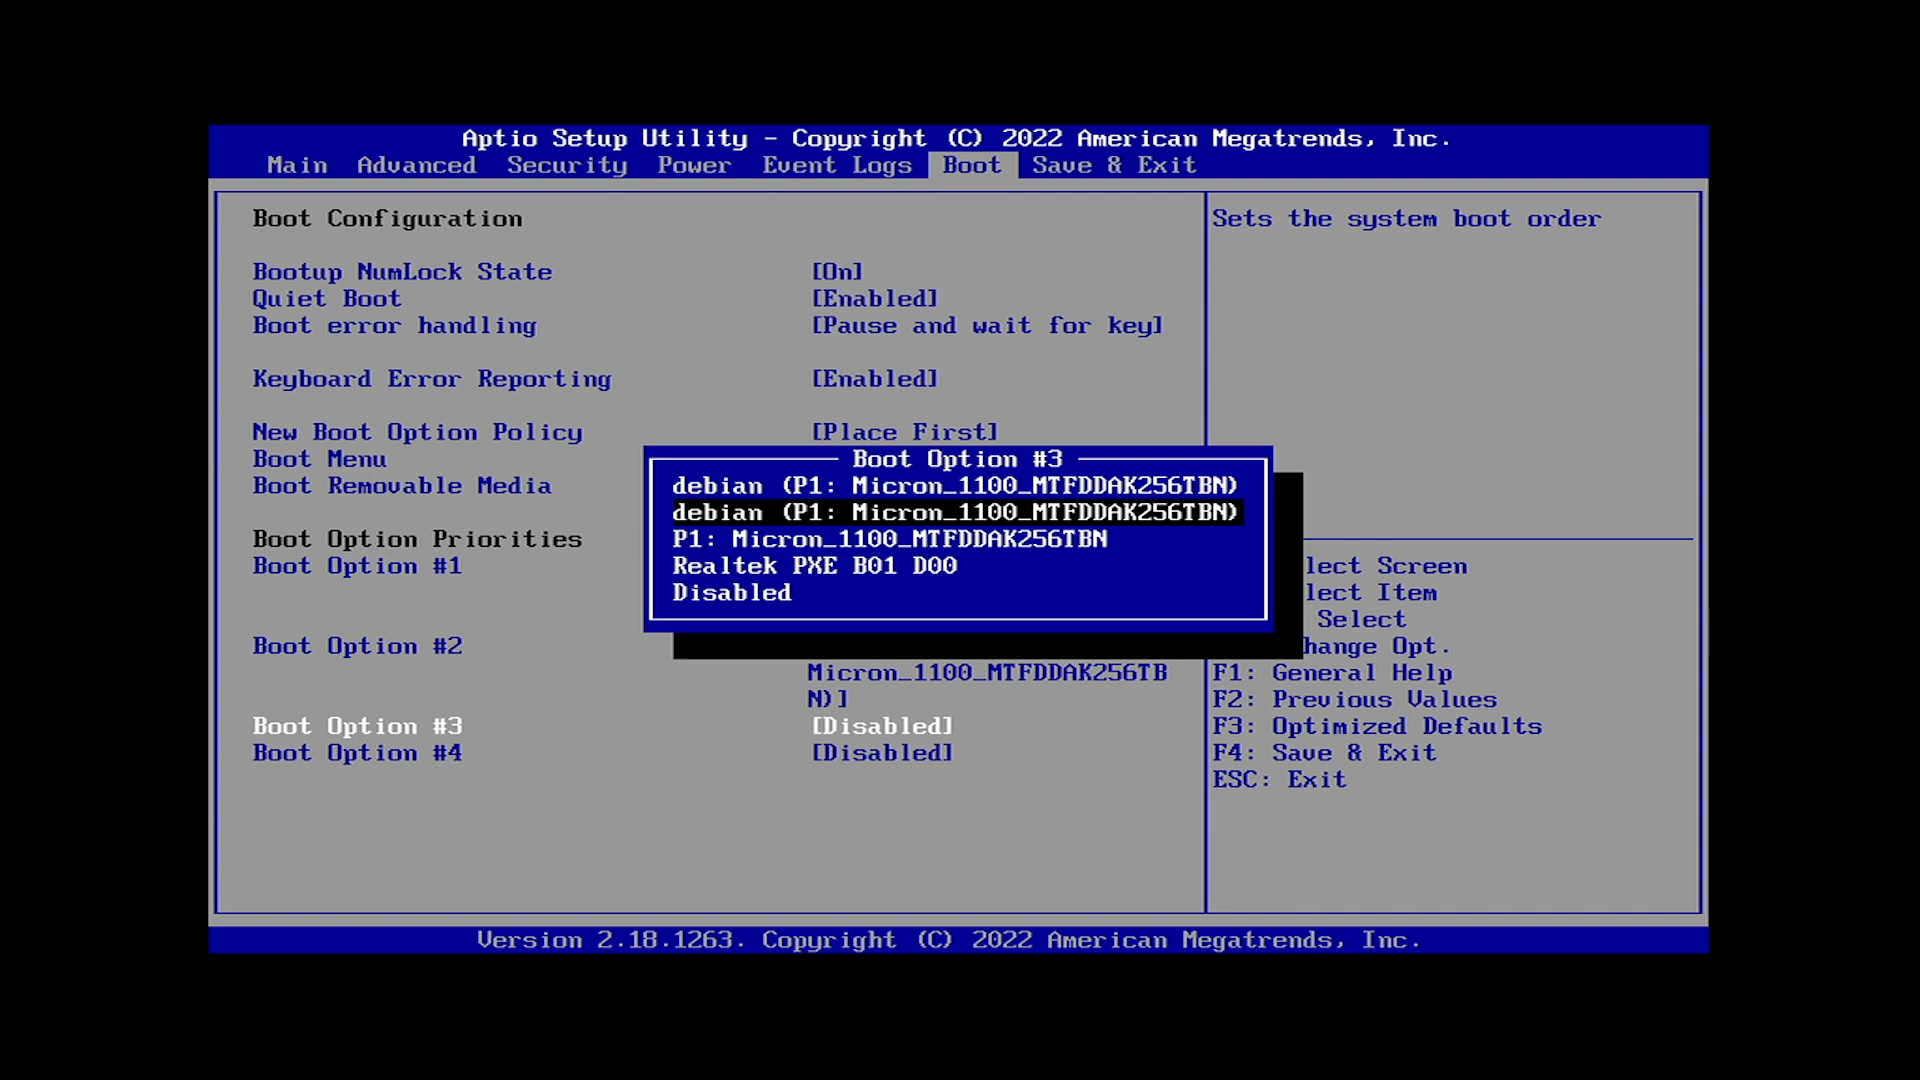 Aptio Setup Utility - Copyright (C) 2022 American Megatrends, Inc.
Main Advanced Security Power Event Logs Boot Save & Exit
Boot Configuration
Bootup NumLock State [On]
Quiet Boot [Enabled]
Boot error handling [Pause and wait for key]
Keyboard Error Reporting [Enabled]
New Boot Option Policy [Place First]
Boot Menu
Boot Removable Media
Boot Option Priorities
Boot Option #1
Boot Option #2
Micron_1100_MTFDDAK256TB
N)]
Boot Option #3 [Disabled]
Boot Option #4 [Disabled]
Boot Option #3
debian (P1: Micron_1100_MTFDDAK256TBN)
debian (P1: Micron_1100_MTFDDAK256TBN)
P1: Micron_1100_MTFDDAK256TBN
Realtek PXE B01 D00
Disabled
Sets the system boot order
lect Screen
lect Item
Select
hange Opt.
F1: General Help
F2: Previous Values
F3: Optimized Defaults
F4: Save & Exit
ESC: Exit
Version 2.18.1263. Copyright (C) 2022 American Megatrends, Inc.